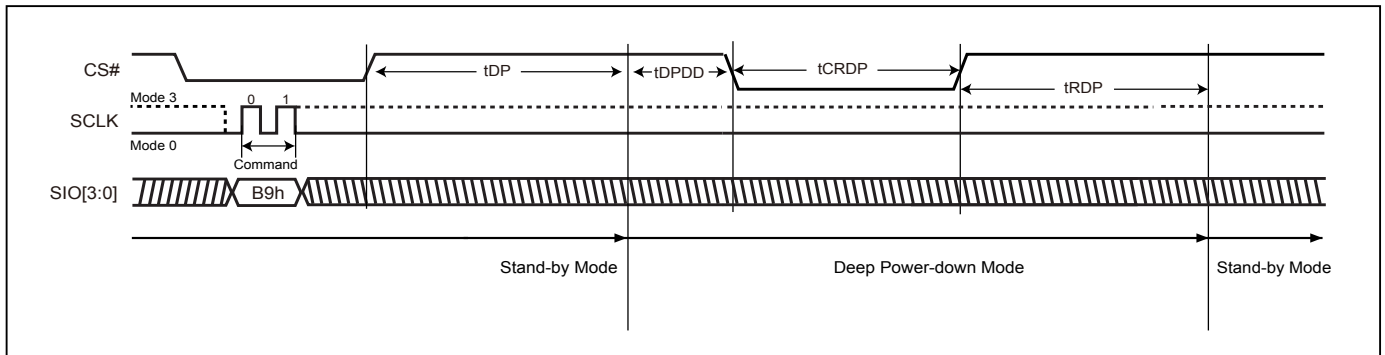 CS#
tDP
tDPDD
tCRDP
tRDP
Mode 3
0 1
SCLK
Mode 0
Command
SIO[3:0]
B9h
Stand-by Mode
Deep Power-down Mode
Stand-by Mode